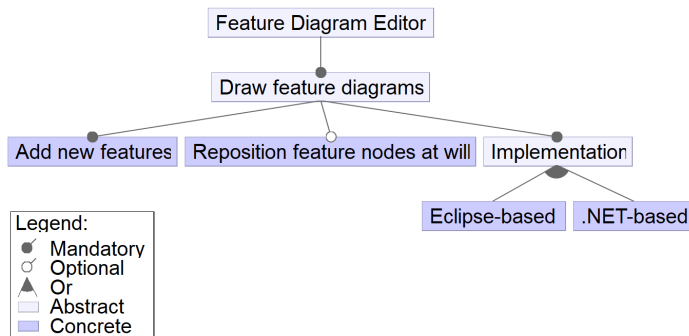 Feature Diagram Editor
Draw feature diagrams
Add new features
Reposition feature nodes at will
Implementation
Eclipse-based
.NET-based
Legend:
Mandatory
Optional
Or
Abstract
Concrete